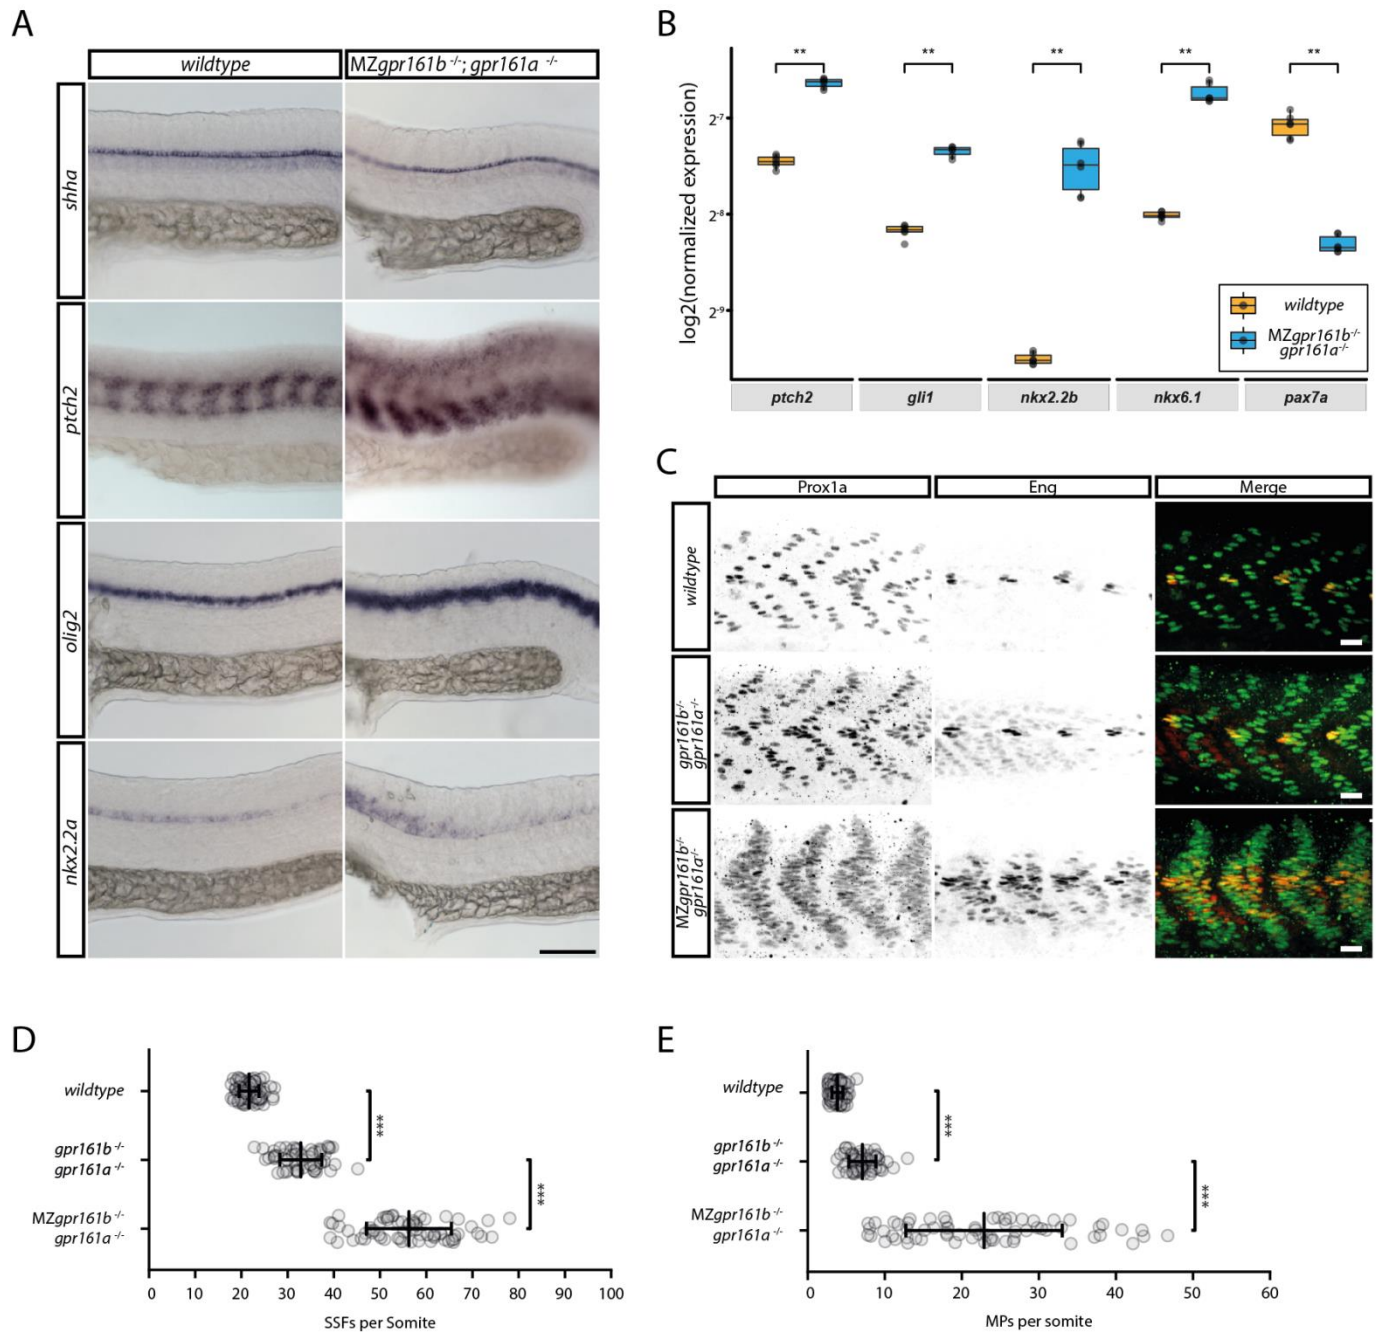 A
wildtype
MZgpr161b -/-; gpr161a -/-
shha
ptch2
olig2
nkx2.2a
B
** ** ** ** **
log2(normalized expression)
2-7
2-8
2-9
wildtype
MZgpr161b-/-
gpr161a-/-
ptch2 gli1 nkx2.2b nkx6.1 pax7a
C
Prox1a Eng Merge
wildtype
gpr161b-/-
gpr161a-/-
MZgpr161b-/-
gpr161a-/-
D
wildtype
gpr161b -/-
gpr161a -/-
MZgpr161b -/-
gpr161a -/-
***
***
0 10 20 30 40 50 60 70 80 90 100
SSFs per Somite
E
wildtype
gpr161b -/-
gpr161a -/-
MZgpr161b -/-
gpr161a -/-
***
***
0 10 20 30 40 50 60
MPs per somite